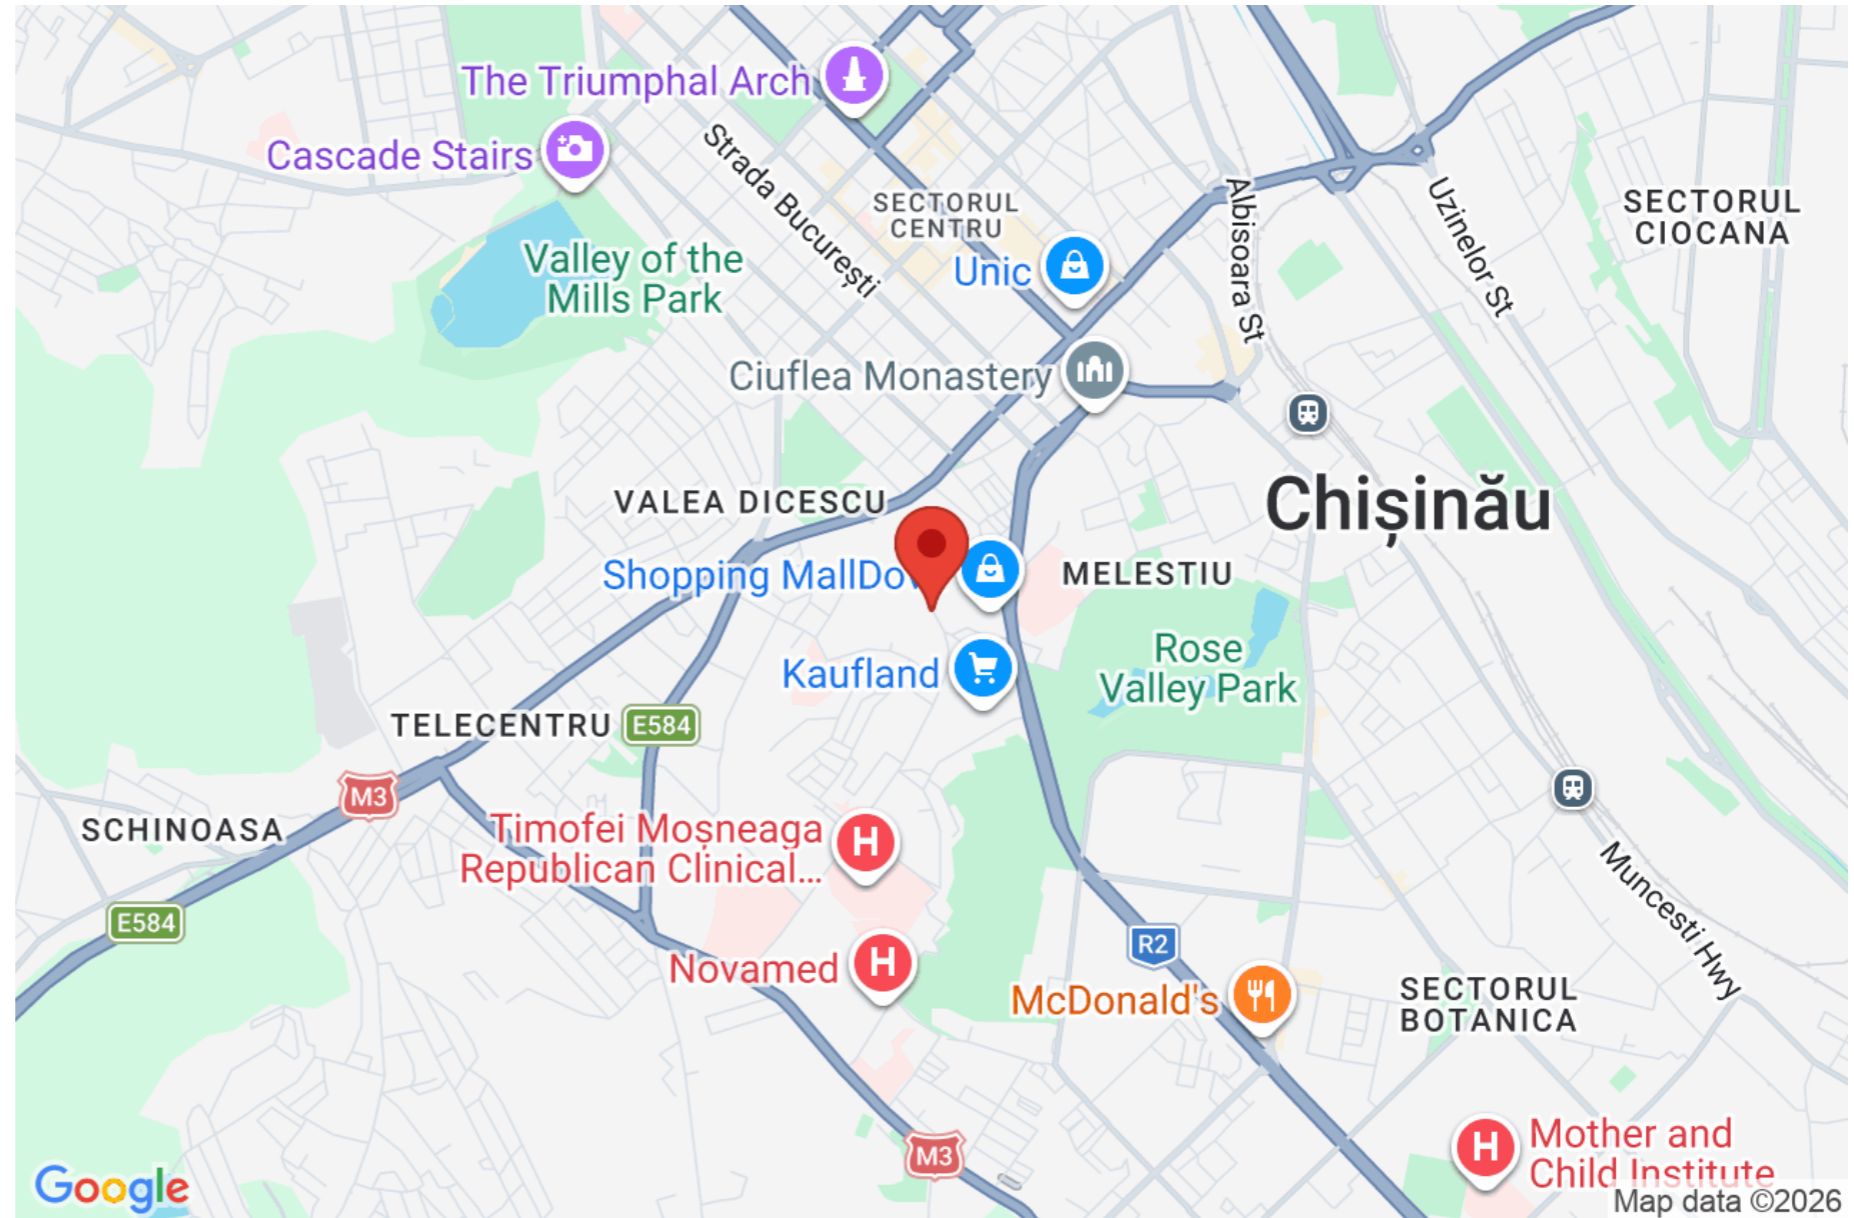 The Triumphal Arch
Cascade Stairs
Strada București
SECTORUL
CENTRU
Albisoara St
Uzinelor St
SECTORUL
CIOCANA
Valley of the
Mills Park
Unic
Ciuflea Monastery
VALEA DICESCU
Chișinău
Shopping MallDo
MELESTIU
Rose
Valley Park
Kaufland
TELECENTRU
E584
M3
SCHINOASA
Timofei Moșneaga
Republican Clinical...
E584
Muncesti Hwy
R2
Novamed
McDonald's
SECTORUL
BOTANICA
M3
Mother and
Child Institute
Google
Map data ©2026